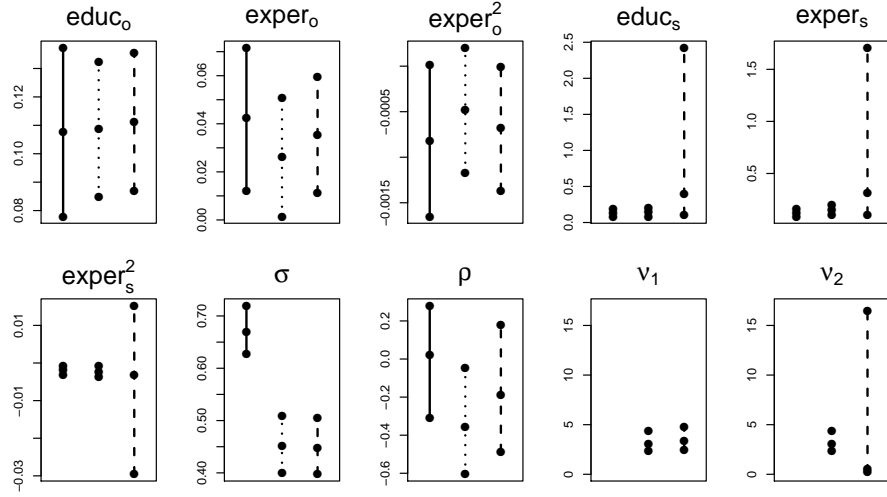 educ_o exper_o exper_o^2 educ_s exper_s
0.08 0.10 0.12
0.00 0.02 0.04 0.06
−0.0015 −0.0005
0.0 0.5 1.0 1.5 2.0 2.5
0.5 1.0 1.5
exper_s^2 σ ρ ν_1 ν_2
−0.03 −0.01 0.01
0.40 0.50 0.60 0.70
−0.6 −0.4 −0.2 0.0 0.2
0 5 10 15
0 5 10 15